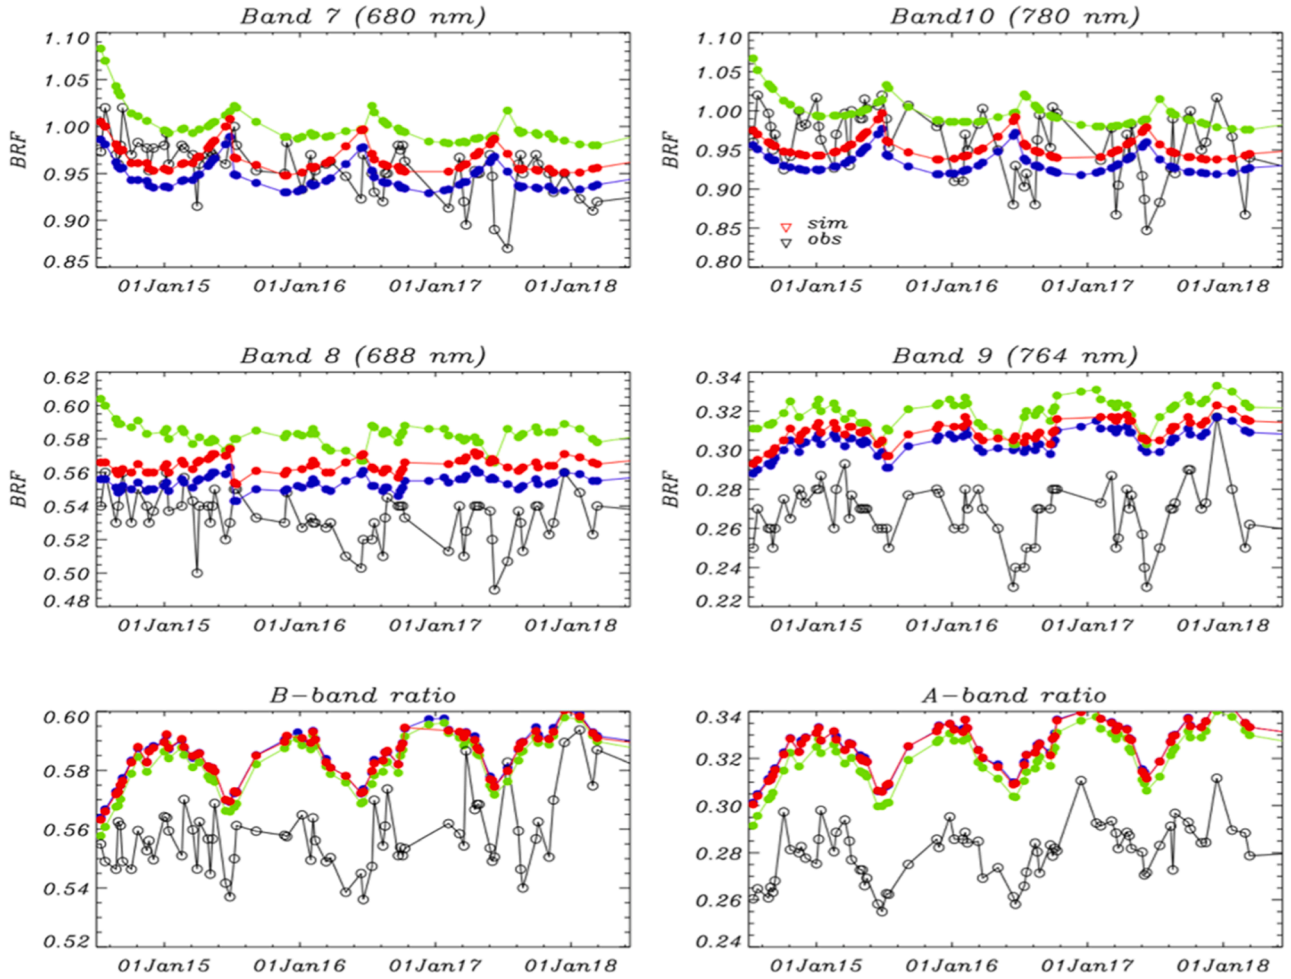 Band 7 (680 nm)
BRF
1.10
1.05
1.00
0.95
0.90
0.85
01Jan15 01Jan16 01Jan17 01Jan18
Band10 (780 nm)
BRF
1.10
1.05
1.00
0.95
0.90
0.85
0.80
sim
obs
01Jan15 01Jan16 01Jan17 01Jan18
Band 8 (688 nm)
BRF
0.62
0.60
0.58
0.56
0.54
0.52
0.50
0.48
01Jan15 01Jan16 01Jan17 01Jan18
Band 9 (764 nm)
BRF
0.34
0.32
0.30
0.28
0.26
0.24
0.22
01Jan15 01Jan16 01Jan17 01Jan18
B-band ratio
0.60
0.58
0.56
0.54
0.52
01Jan15 01Jan16 01Jan17 01Jan18
A-band ratio
0.34
0.32
0.30
0.28
0.26
0.24
01Jan15 01Jan16 01Jan17 01Jan18